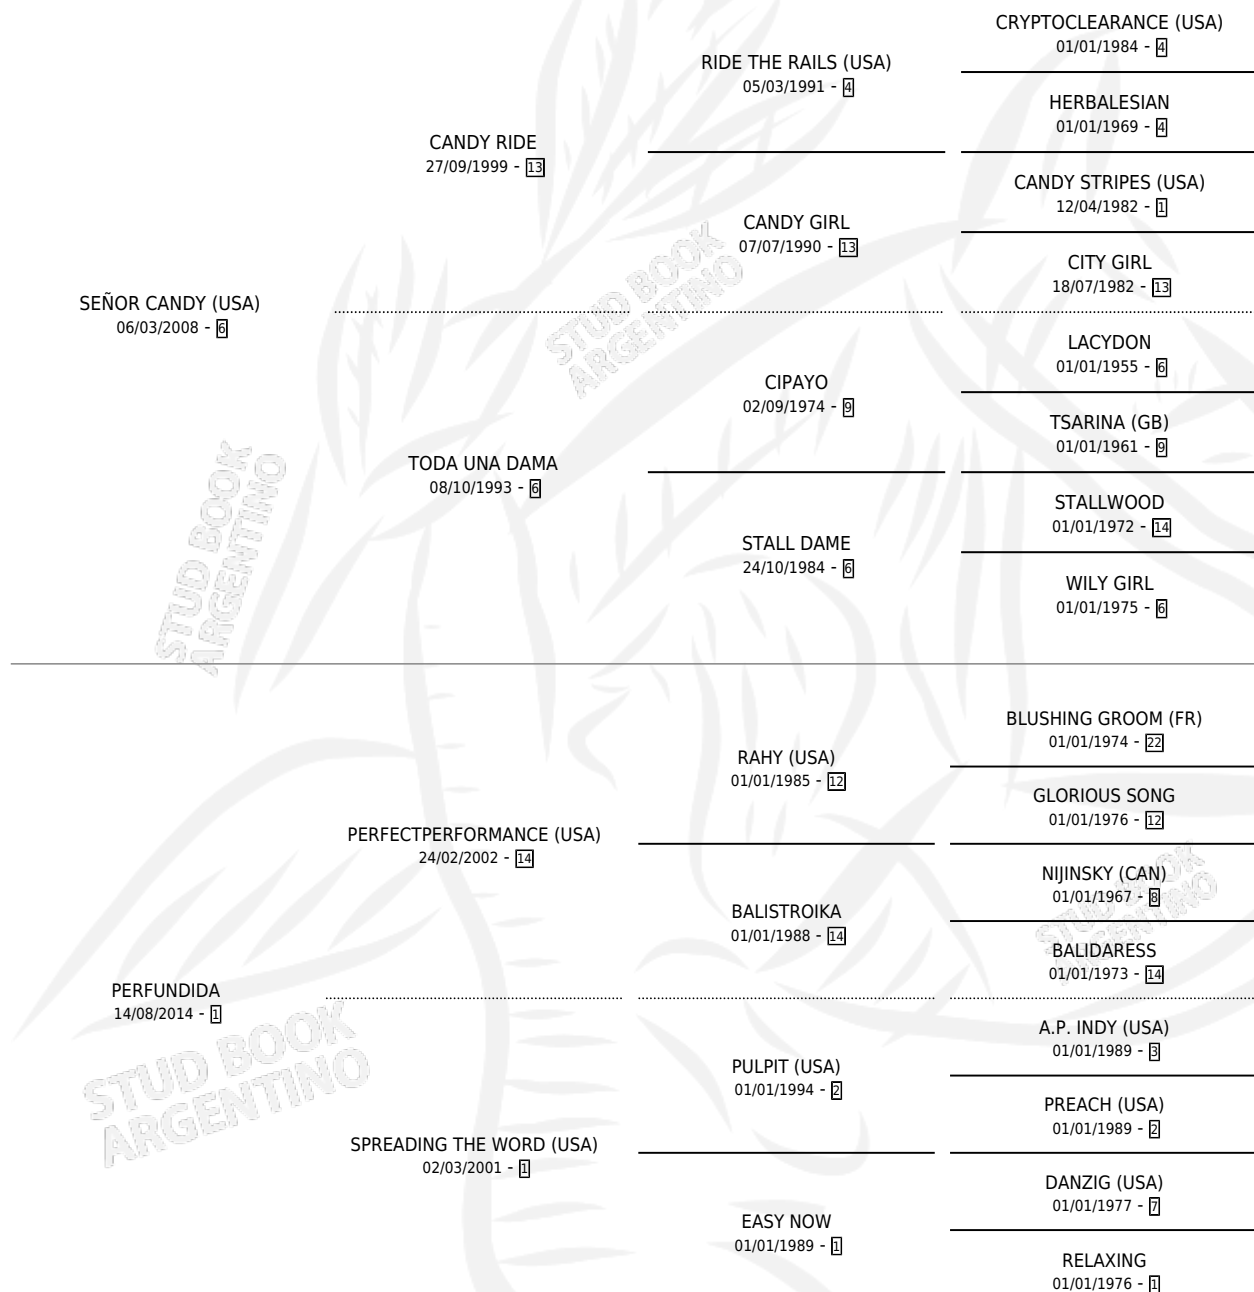 SEÑOR CANDY (USA)
06/03/2008 - 6
CANDY RIDE
27/09/1999 - 13
RIDE THE RAILS (USA)
05/03/1991 - 4
CRYPTOCLEARANCE (USA)
01/01/1984 - 4
HERBALESIAN
01/01/1969 - 4
CANDY GIRL
07/07/1990 - 13
CANDY STRIPES (USA)
12/04/1982 - 1
CITY GIRL
18/07/1982 - 13
TODA UNA DAMA
08/10/1993 - 6
CIPAYO
02/09/1974 - 9
LACYDON
01/01/1955 - 6
TSARINA (GB)
01/01/1961 - 9
STALL DAME
24/10/1984 - 6
STALLWOOD
01/01/1972 - 14
WILY GIRL
01/01/1975 - 6
PERFUNDIDA
14/08/2014 - 1
PERFECTPERFORMANCE (USA)
24/02/2002 - 14
RAHY (USA)
01/01/1985 - 12
BLUSHING GROOM (FR)
01/01/1974 - 22
GLORIOUS SONG
01/01/1976 - 12
BALISTROIKA
01/01/1988 - 14
NIJINSKY (CAN)
01/01/1967 - 8
BALIDARESS
01/01/1973 - 14
SPREADING THE WORD (USA)
02/03/2001 - 1
PULPIT (USA)
01/01/1994 - 2
A.P. INDY (USA)
01/01/1989 - 3
PREACH (USA)
01/01/1989 - 2
EASY NOW
01/01/1989 - 1
DANZIG (USA)
01/01/1977 - 7
RELAXING
01/01/1976 - 1
STUD BOOK
ARGENTINO
STUD BOOK
ARGENTINO
STUD BOOK
ARGENTINO
STUD BOOK
ARGENTINO